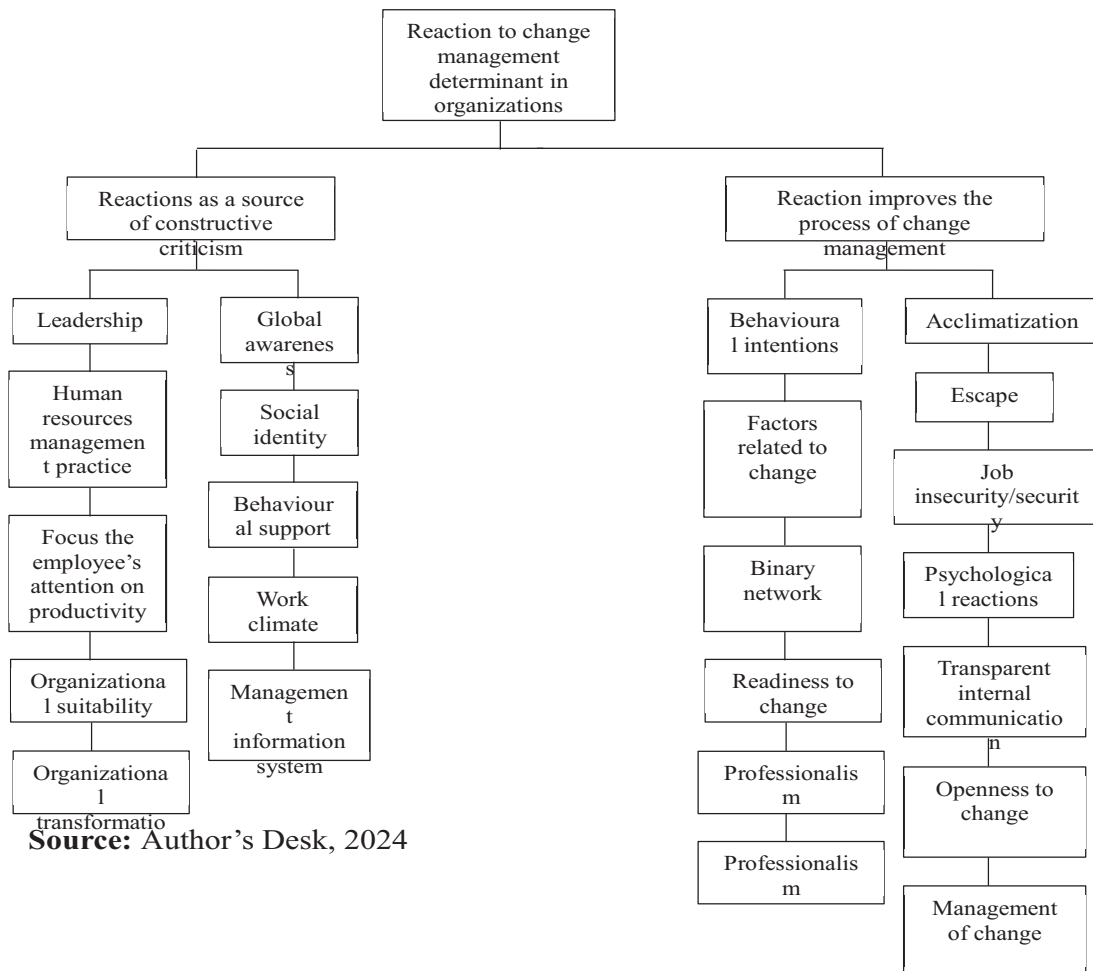 Reaction to change
management
determinant in
organizations
Reactions as a source
of constructive
criticism
Reaction improves the
process of change
management
Leadership
Human
resources
managemen
t practice
Focus the
employee’s
attention on
productivity
Organizationa
l suitability
Organizationa
l
transformatio
Global
awarenes
s
Social
identity
Behaviour
al support
Work
climate
Managemen
t
information
system
Behavioura
l intentions
Factors
related to
change
Binary
network
Readiness to
change
Professionalis
m
Professionalis
m
Acclimatization
Escape
Job
insecurity/securit
y
Psychologica
l reactions
Transparent
internal
communicatio
n
Openness to
change
Management
of change
Source: Author’s Desk, 2024